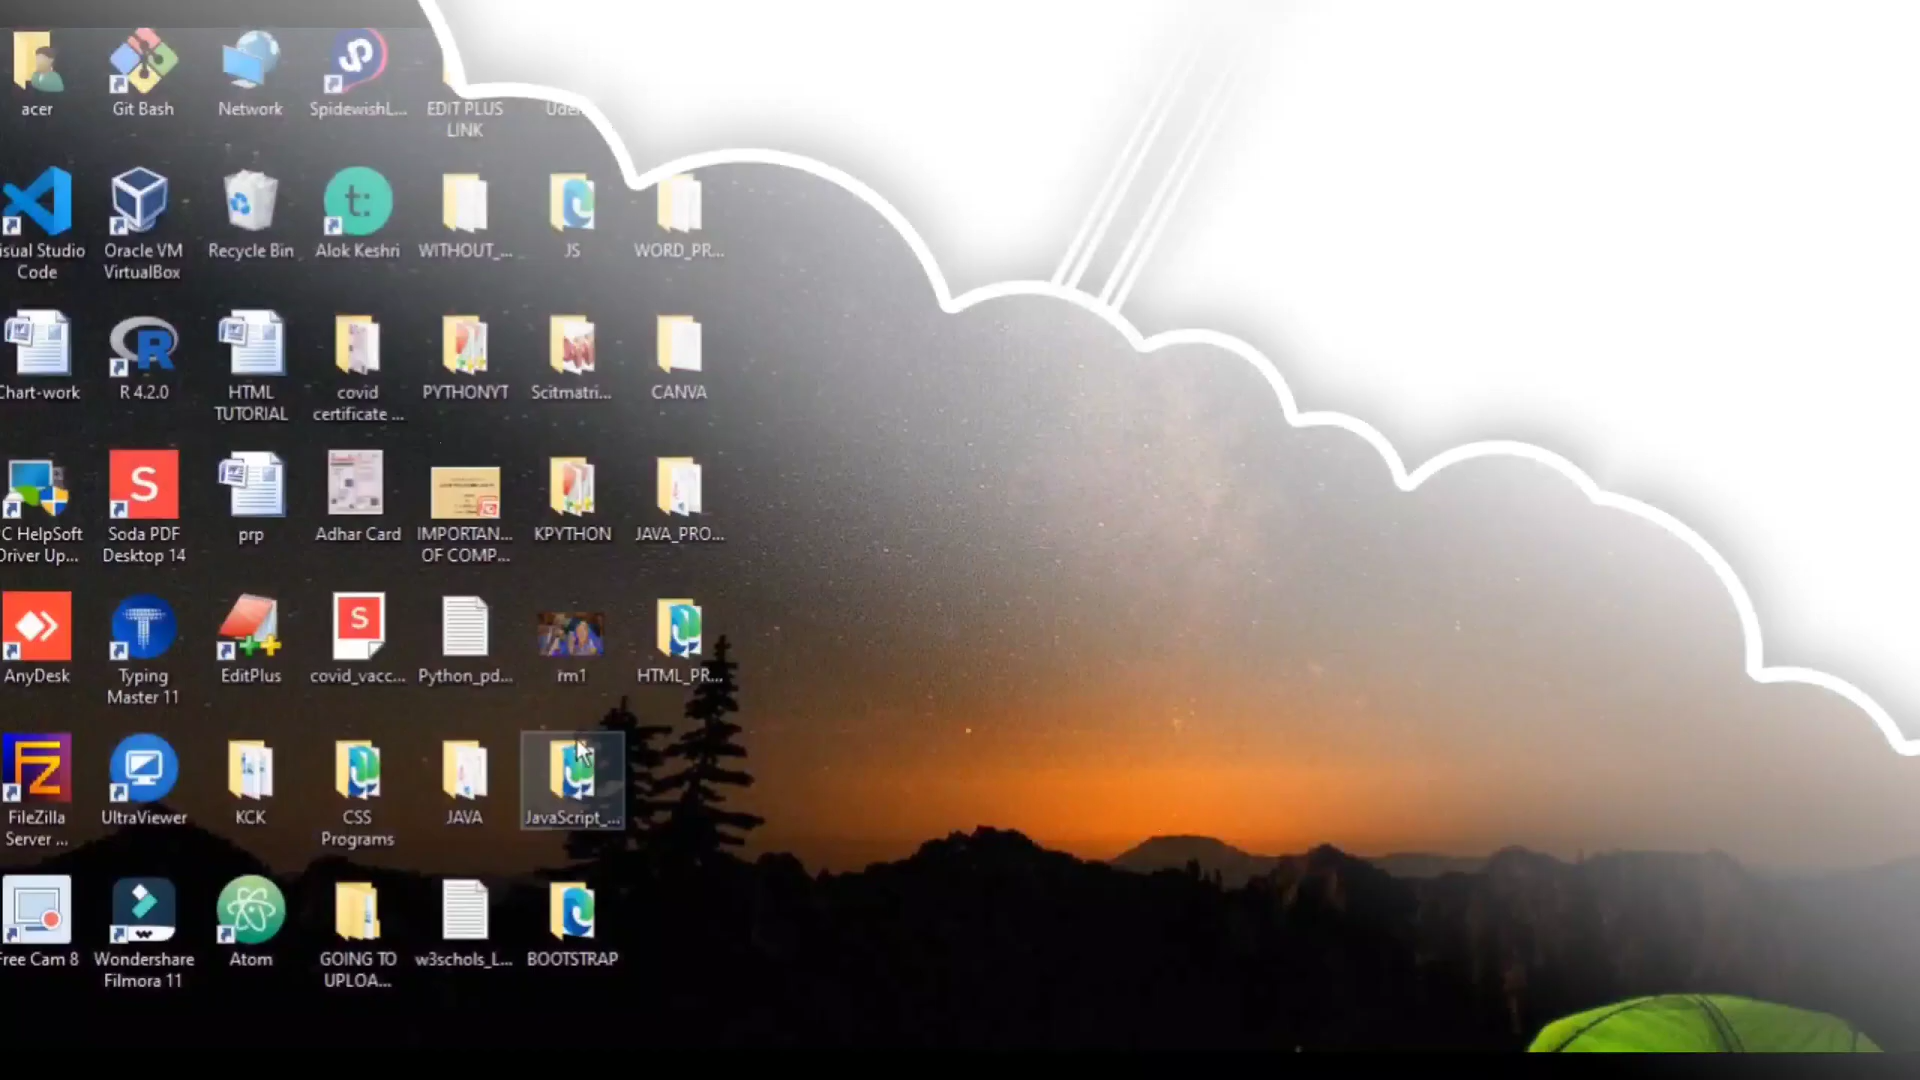 acer
Git Bash
Network
SpidewishL...
EDIT PLUS
LINK
isual Studio
Code
Oracle VM
VirtualBox
Recycle Bin
Alok Keshri
WITHOUT_...
JS
WORD_PR...
Chart-work
R 4.2.0
HTML
TUTORIAL
covid
certificate ...
PYTHONYT
Scitmatri...
CANVA
C HelpSoft
Driver Up...
Soda PDF
Desktop 14
prp
Adhar Card
IMPORTAN...
OF COMP...
KPYTHON
JAVA_PRO...
AnyDesk
Typing
Master 11
EditPlus
covid_vacc...
Python_pd...
rm1
HTML_PR...
FileZilla
Server ...
UltraViewer
KCK
CSS
Programs
JAVA
JavaScript_...
Free Cam 8
Wondershare
Filmora 11
Atom
GOING TO
UPLOA...
w3schols_L...
BOOTSTRAP